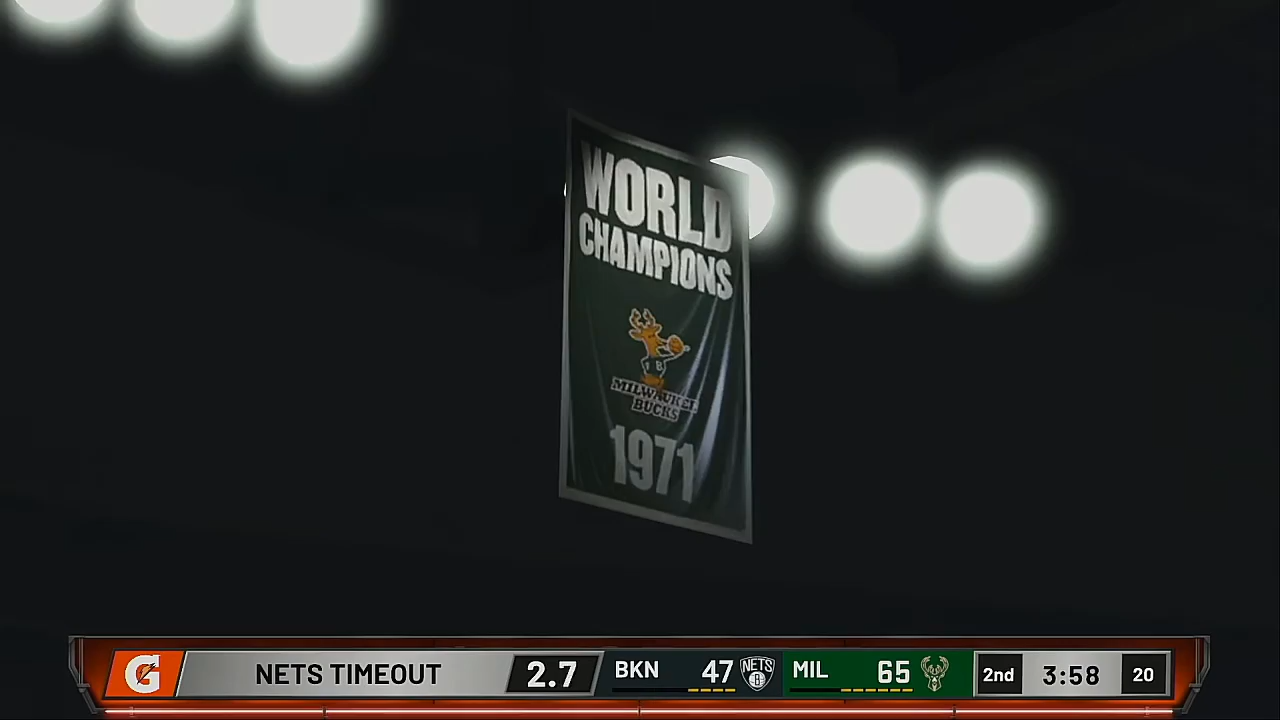 WORLD
CHAMPIONS
MILWAUKEE
BUCKS
1971
G NETS TIMEOUT 2.7 BKN 47 NETS B MIL 65 2nd 3:58 20